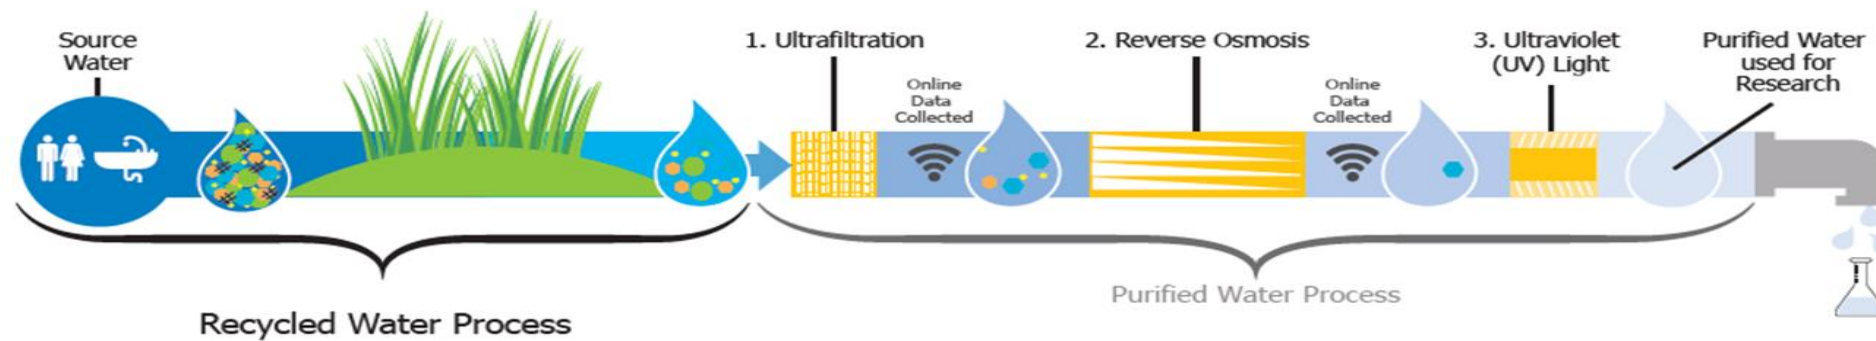 Source
Water
1. Ultrafiltration
Online
Data
Collected
2. Reverse Osmosis
Online
Data
Collected
3. Ultraviolet
(UV) Light
Purified Water
used for
Research
Recycled Water Process
Purified Water Process